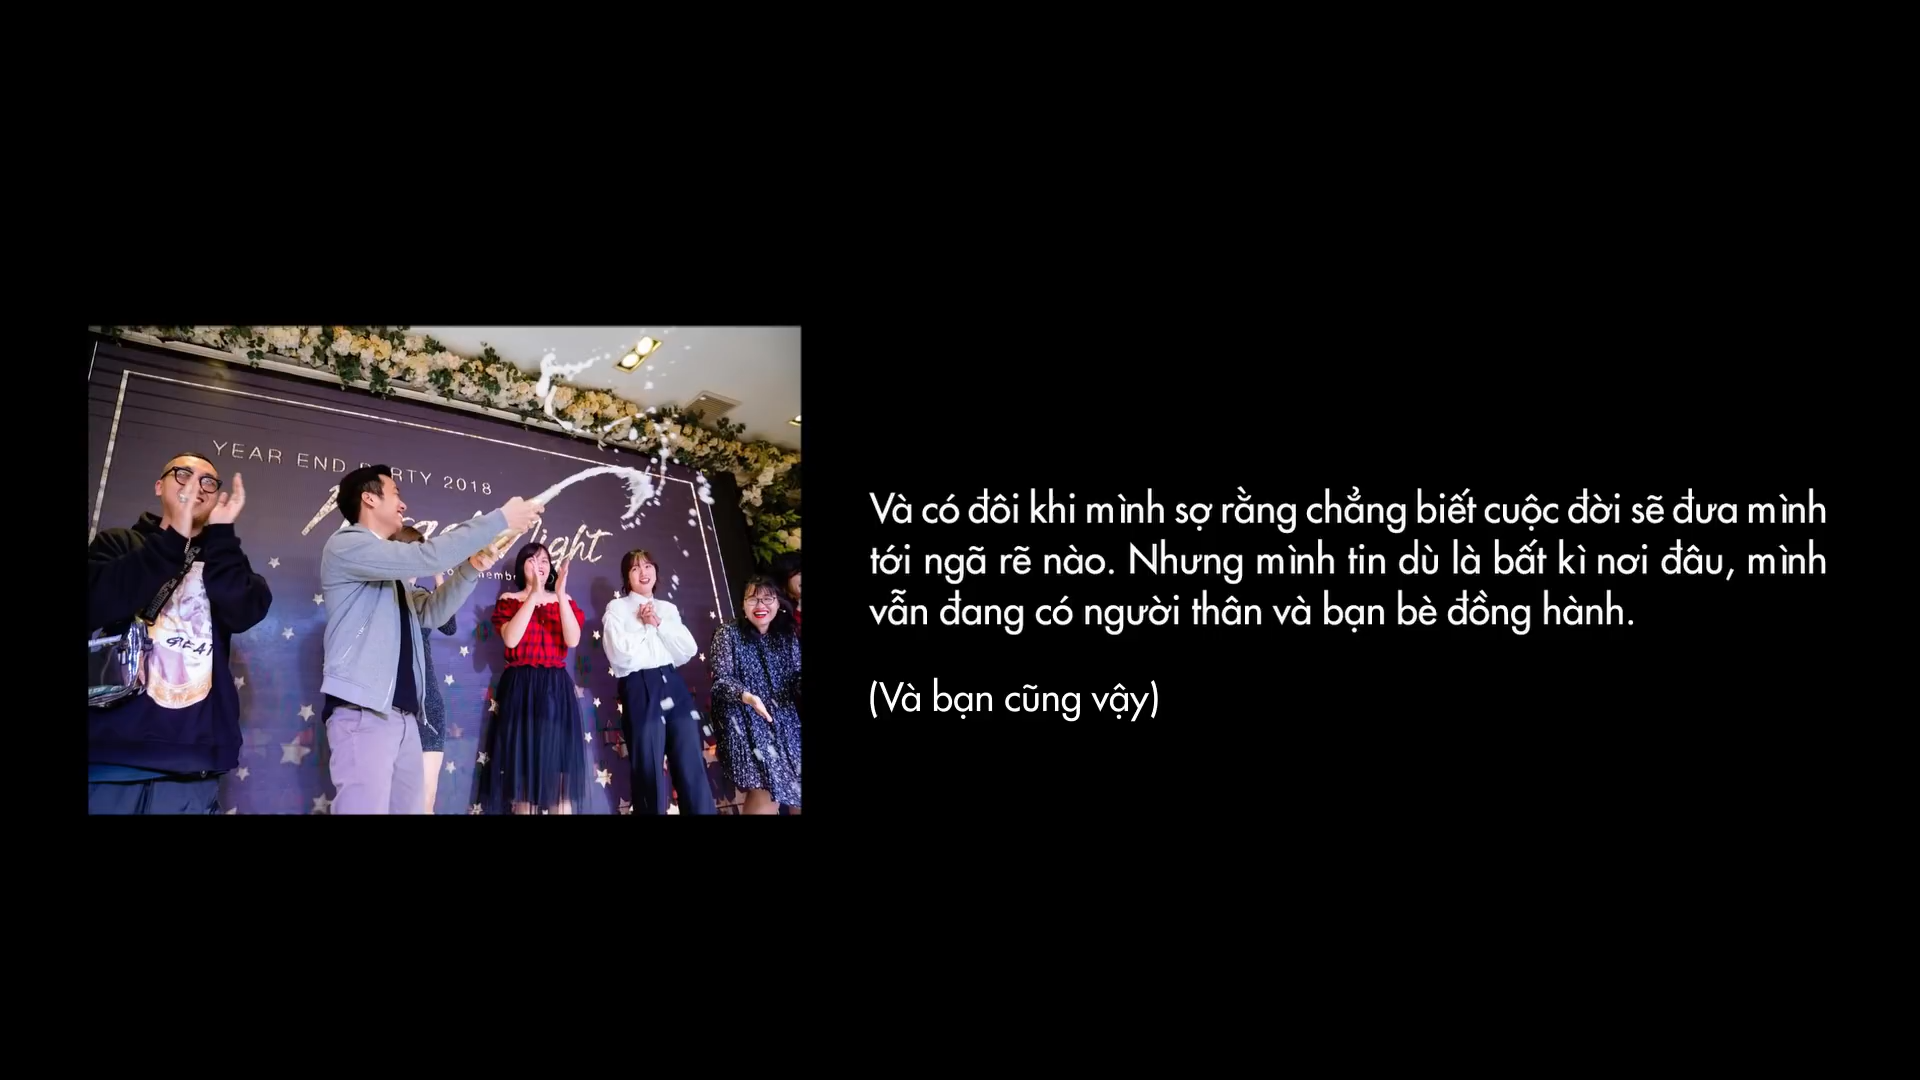 YEAR END PARTY 2018
Night
GREAT
Và có đôi khi mình sợ rằng chẳng biết cuộc đời sẽ đưa mình
tới ngã rẽ nào. Nhưng mình tin dù là bất kì nơi đâu, mình
vẫn đang có người thân và bạn bè đồng hành.
(Và bạn cũng vậy)